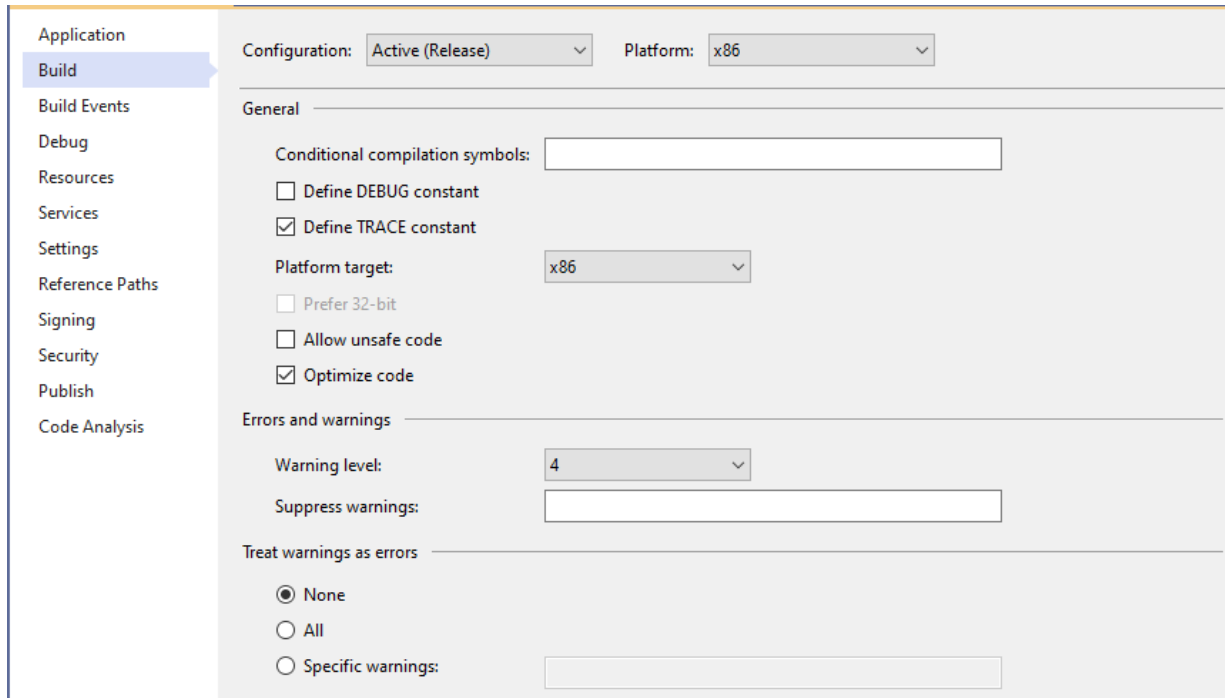 Application
Build
Build Events
Debug
Resources
Services
Settings
Reference Paths
Signing
Security
Publish
Code Analysis
Configuration: Active (Release) Platform: x86
General
Conditional compilation symbols:
Define DEBUG constant
Define TRACE constant
Platform target: x86
Prefer 32-bit
Allow unsafe code
Optimize code
Errors and warnings
Warning level: 4
Suppress warnings:
Treat warnings as errors
None
All
Specific warnings: